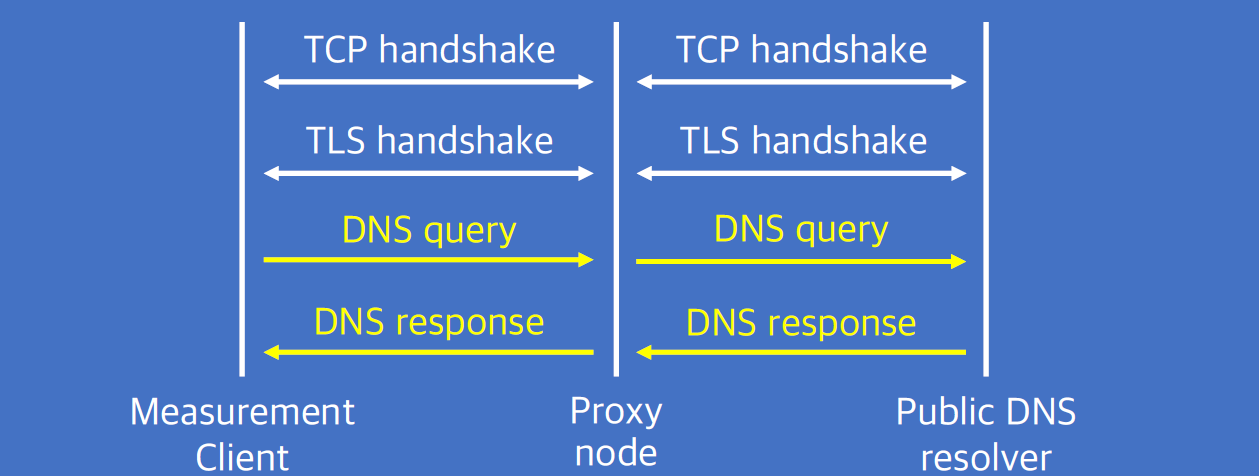 TCP handshake
TCP handshake
TLS handshake
TLS handshake
DNS query
DNS query
DNS response
DNS response
Measurement
Client
Proxy
node
Public DNS
resolver